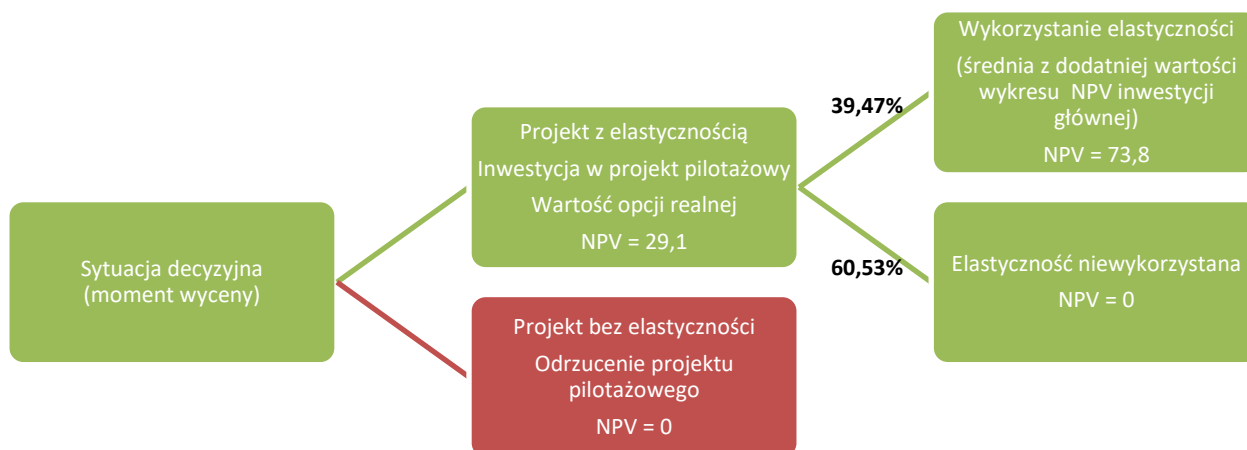 Sytuacja decyzyjna
(moment wyceny)
Projekt z elastycznością
Inwestycja w projekt pilotażowy
Wartość opcji realnej
NPV = 29,1
Projekt bez elastyczności
Odrzucenie projektu
pilotażowego
NPV = 0
39,47%
60,53%
Wykorzystanie elastyczności
(średnia z dodatniej wartości
wykresu NPV inwestycji
głównej)
NPV = 73,8
Elastyczność niewykorzystana
NPV = 0